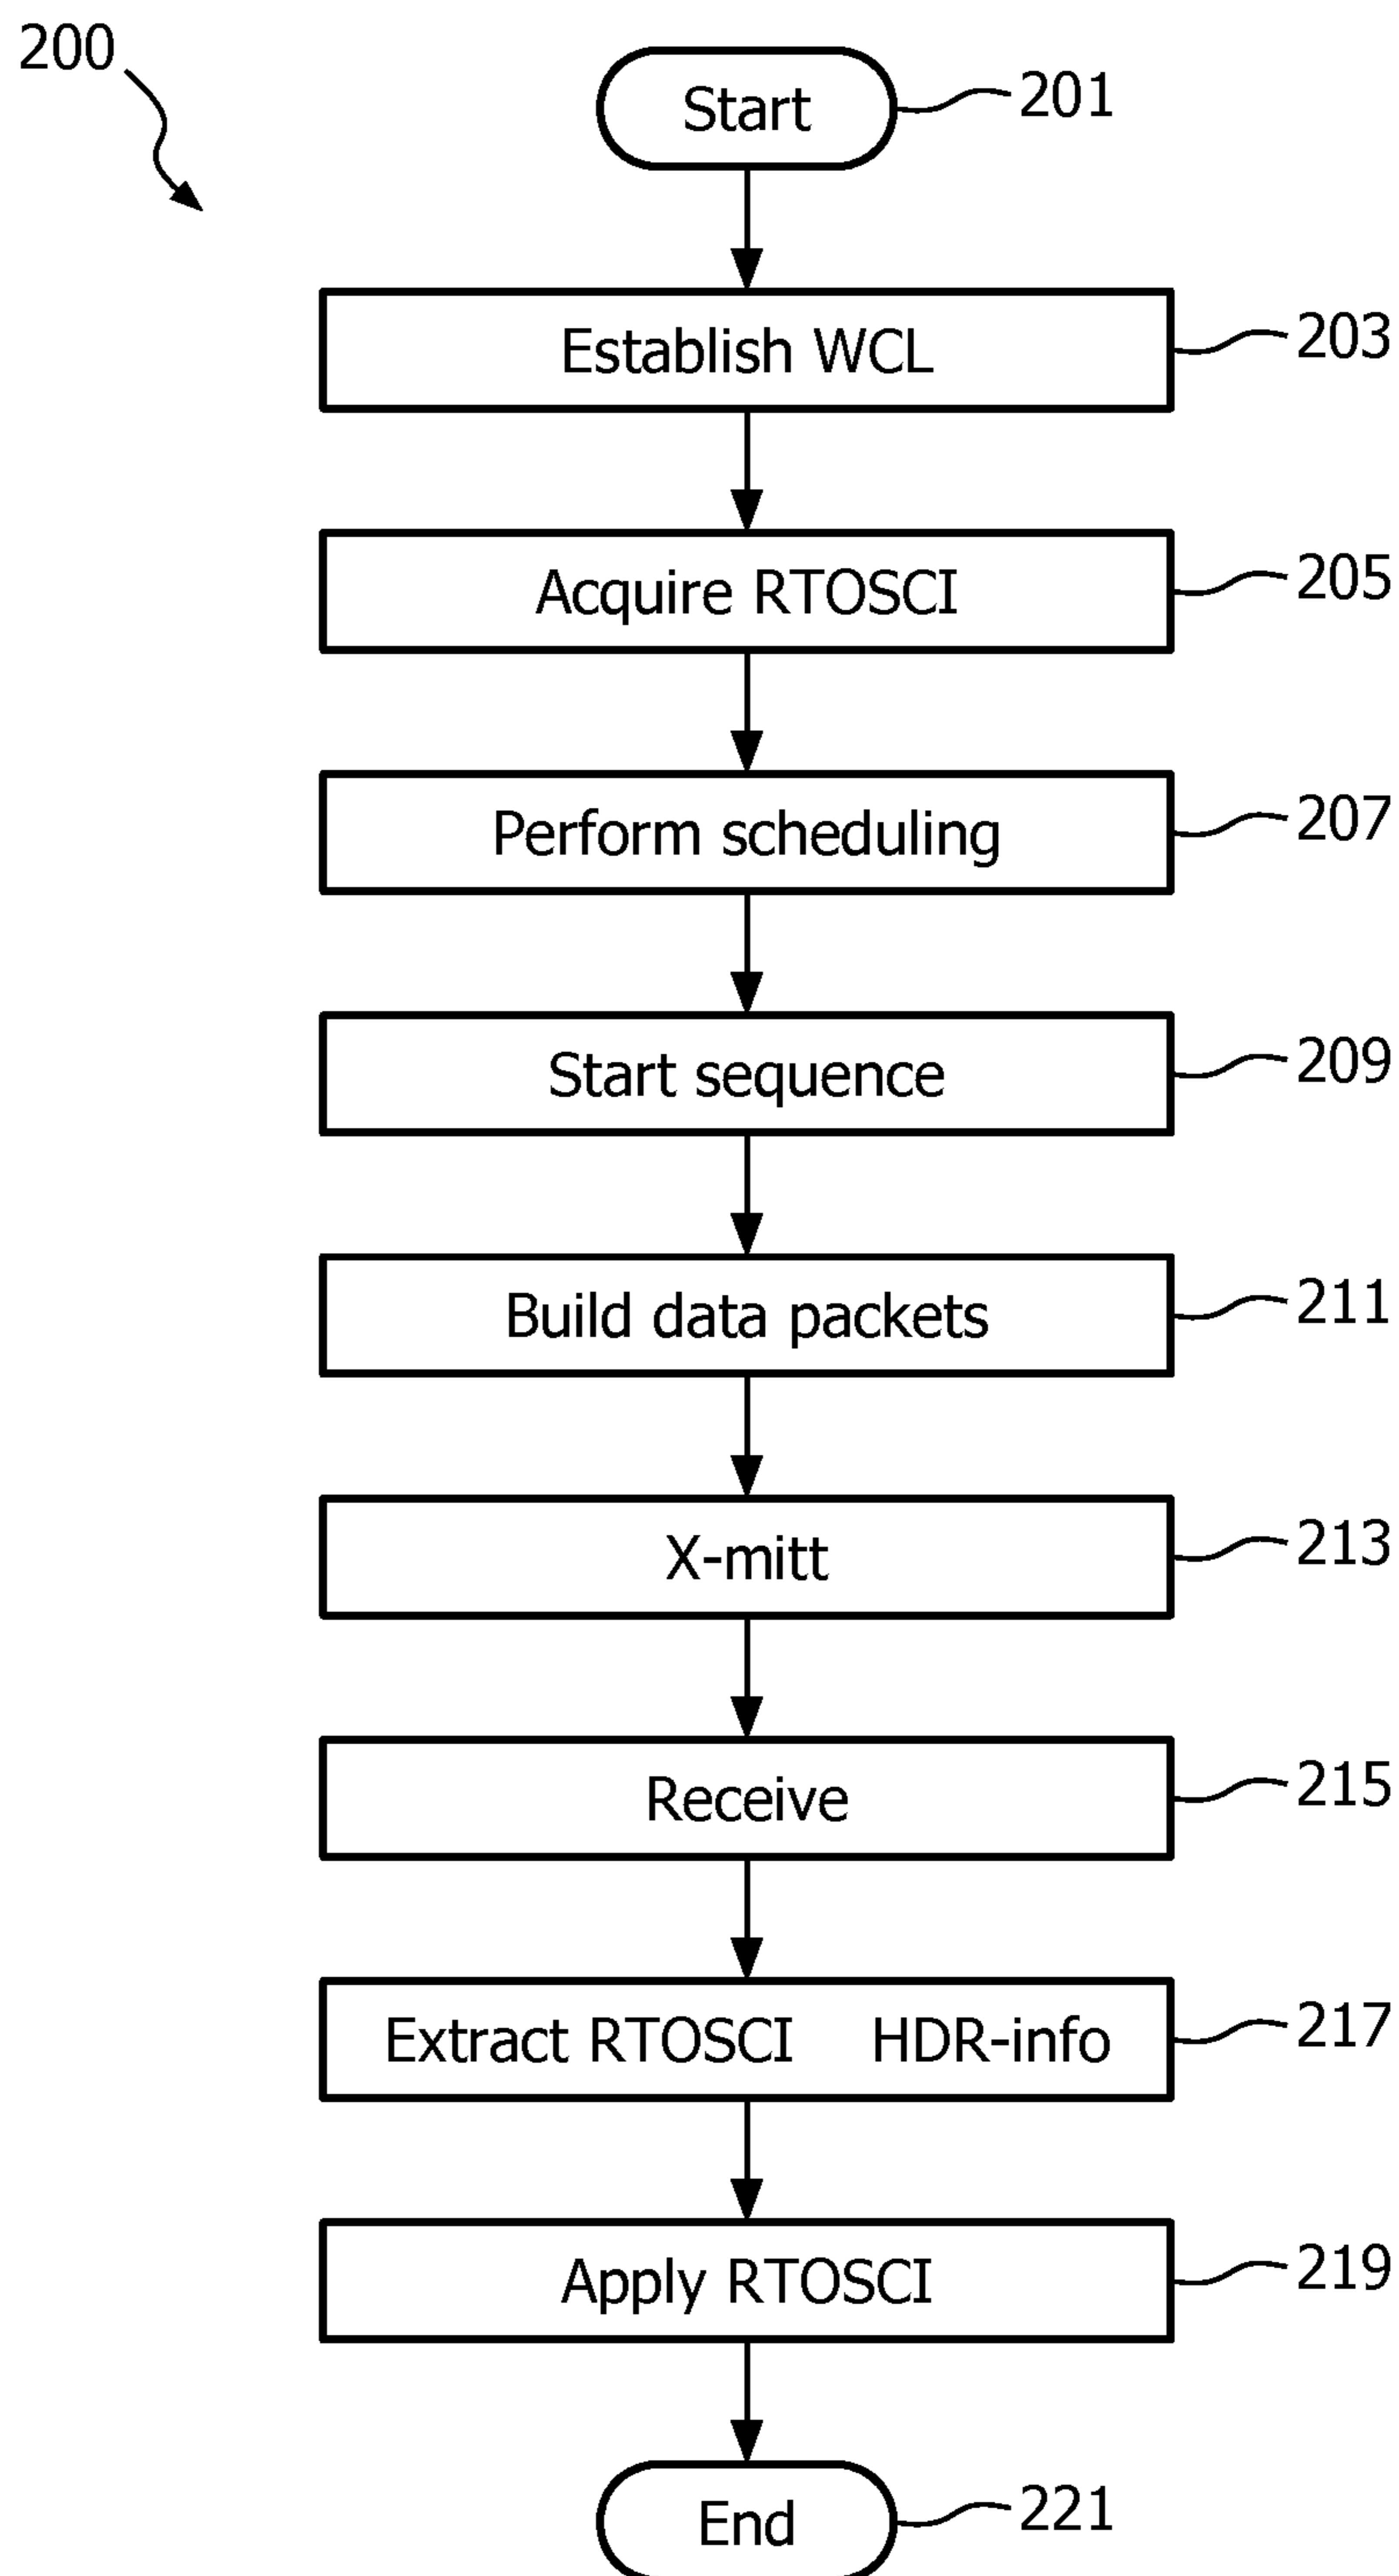 200
Start
201
Establish WCL
203
Acquire RTOSCI
205
Perform scheduling
207
Start sequence
209
Build data packets
211
X-mitt
213
Receive
215
Extract RTOSCI HDR-info
217
Apply RTOSCI
219
End
221